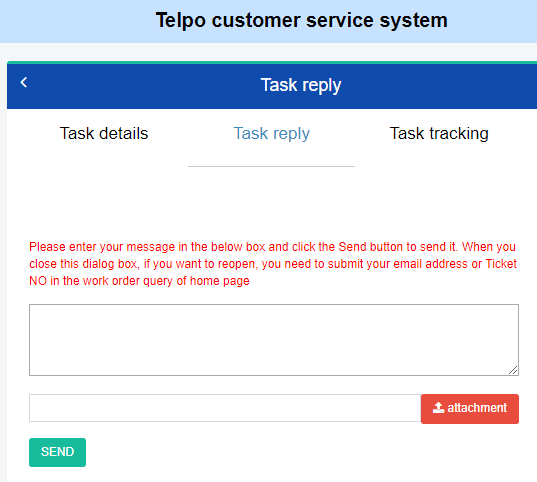 Telpo customer service system
Task reply
Task details
Task reply
Task tracking
Please enter your message in the below box and click the Send button to send it. When you
close this dialog box, if you want to reopen, you need to submit your email address or Ticket
NO in the work order query of home page
attachment
SEND